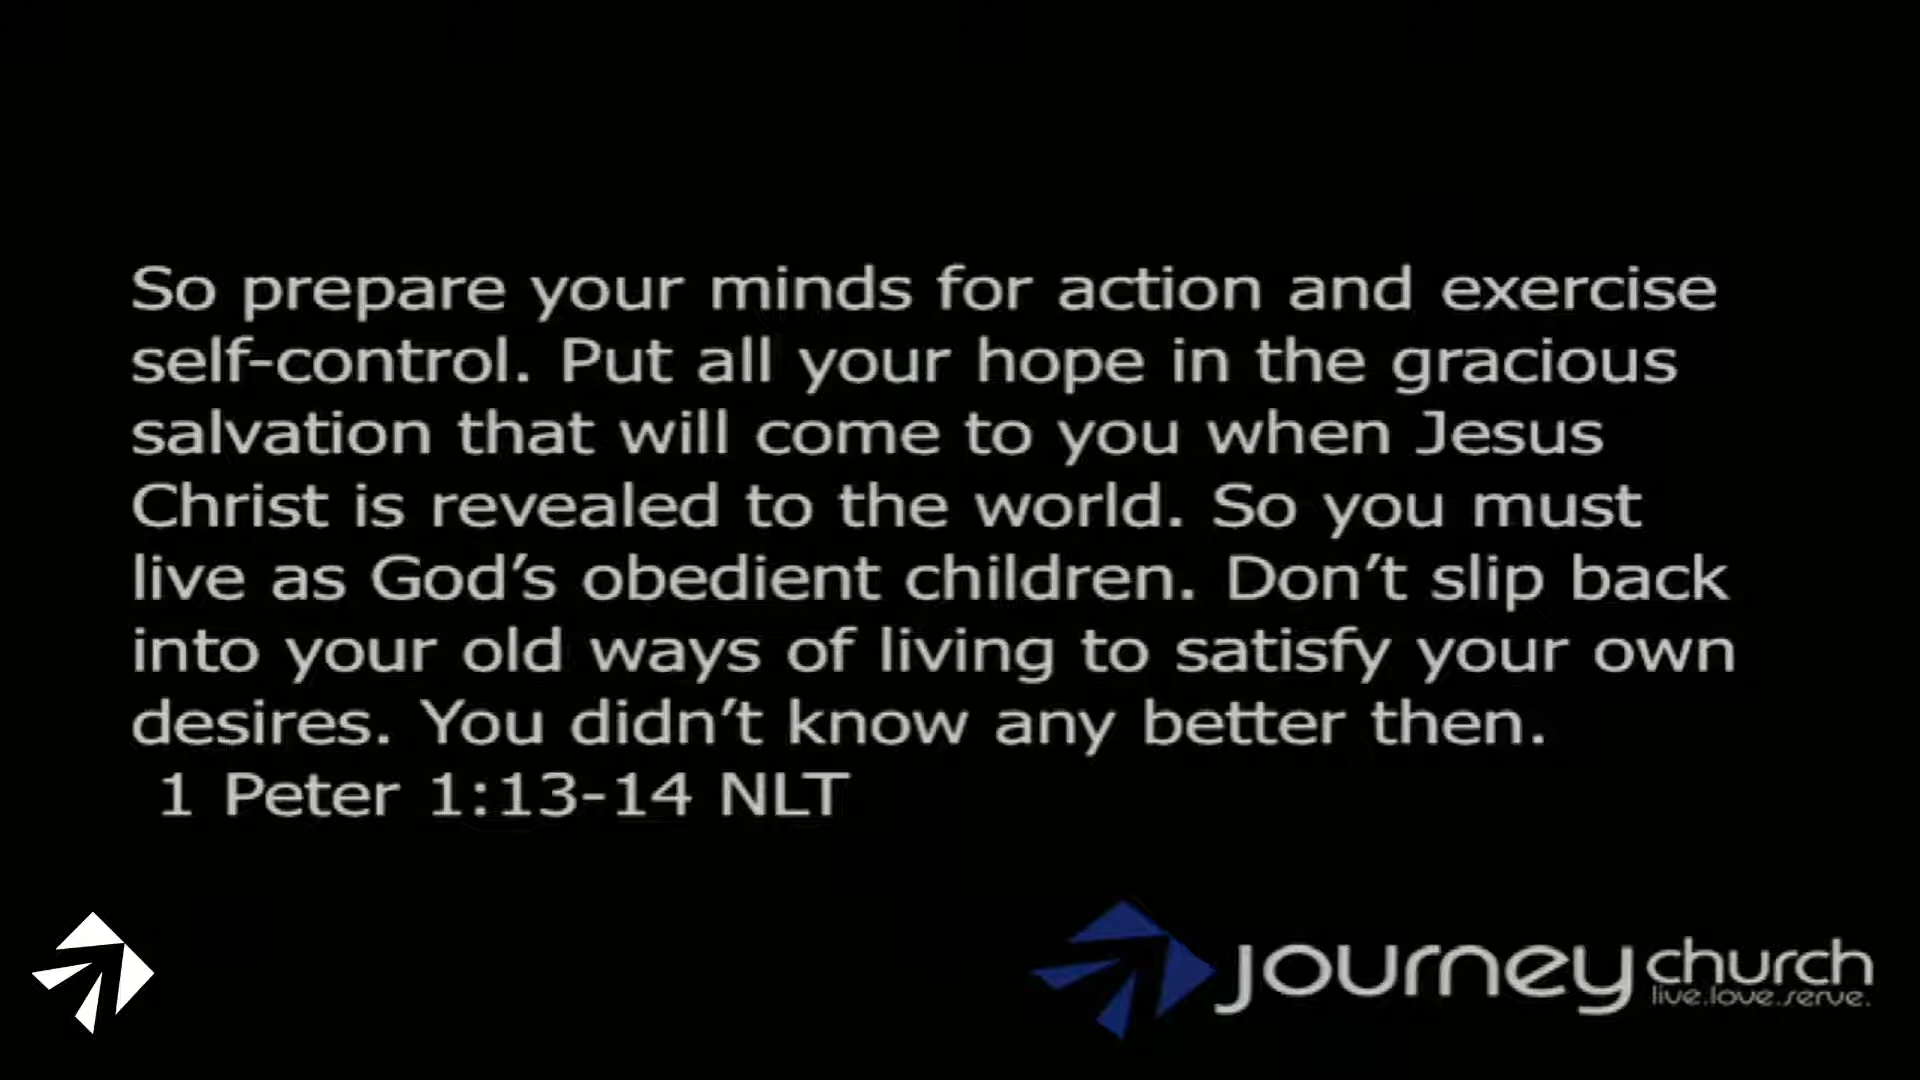 So prepare your minds for action and exercise
self-control. Put all your hope in the gracious
salvation that will come to you when Jesus
Christ is revealed to the world. So you must
live as God’s obedient children. Don’t slip back
into your old ways of living to satisfy your own
desires. You didn’t know any better then.
1 Peter 1:13-14 NLT
journey church
live.love.serve.